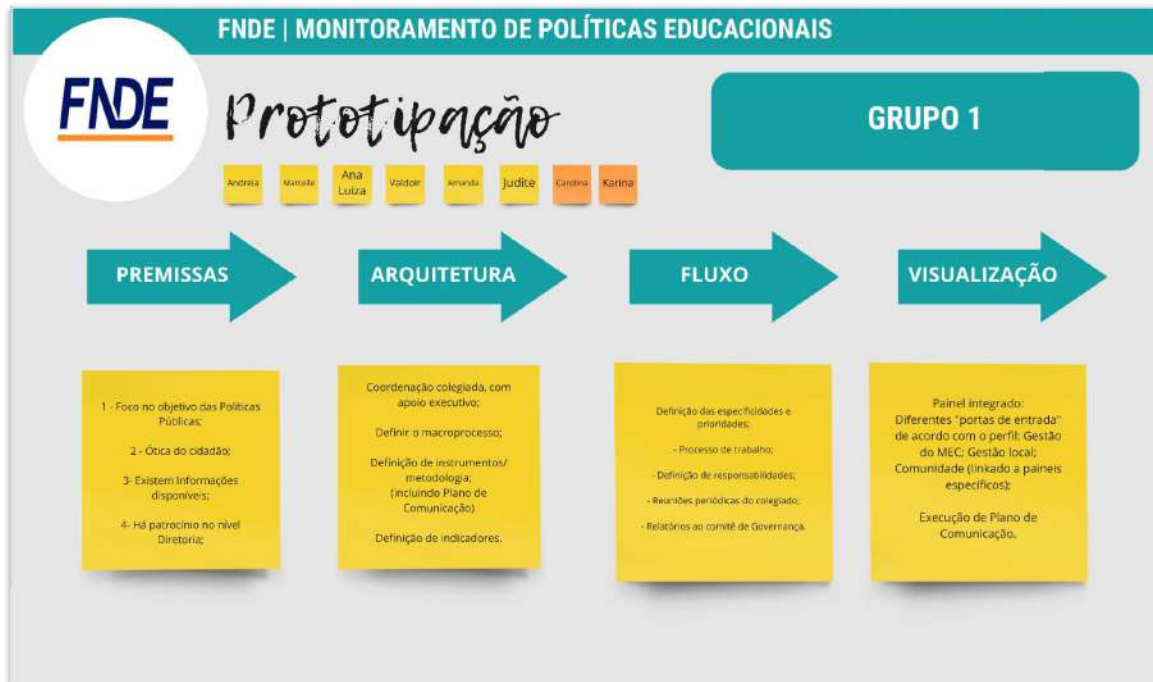 FNDE | MONITORAMENTO DE POLÍTICAS EDUCACIONAIS
FNDE
Prototipação
GRUPO 1
Andreia
Marcelle
Ana
Luiza
Valdoir
Amanda
Judite
Carolina
Karina
PREMISSAS
ARQUITETURA
FLUXO
VISUALIZAÇÃO
1 - Foco no objetivo das Políticas
Públicas;
2 - Ótica do cidadão;
3- Existem Informações
disponíveis;
4- Há patrocínio no nível
Diretoria;
Coordenação colegiada, com
apoio executivo;
Definir o macroprocesso;
Definição de instrumentos/
metodologia;
(incluindo Plano de
Comunicação)
Definição de indicadores.
Definição das especificidades e
prioridades;
- Processo de trabalho;
- Definição de responsabilidades;
- Reuniões periódicas do colegiado;
- Relatórios ao comitê de Governança.
Painel integrado:
Diferentes "portas de entrada"
de acordo com o perfil: Gestão
do MEC; Gestão local;
Comunidade (linkado a paineis
específicos);
Execução de Plano de
Comunicação.